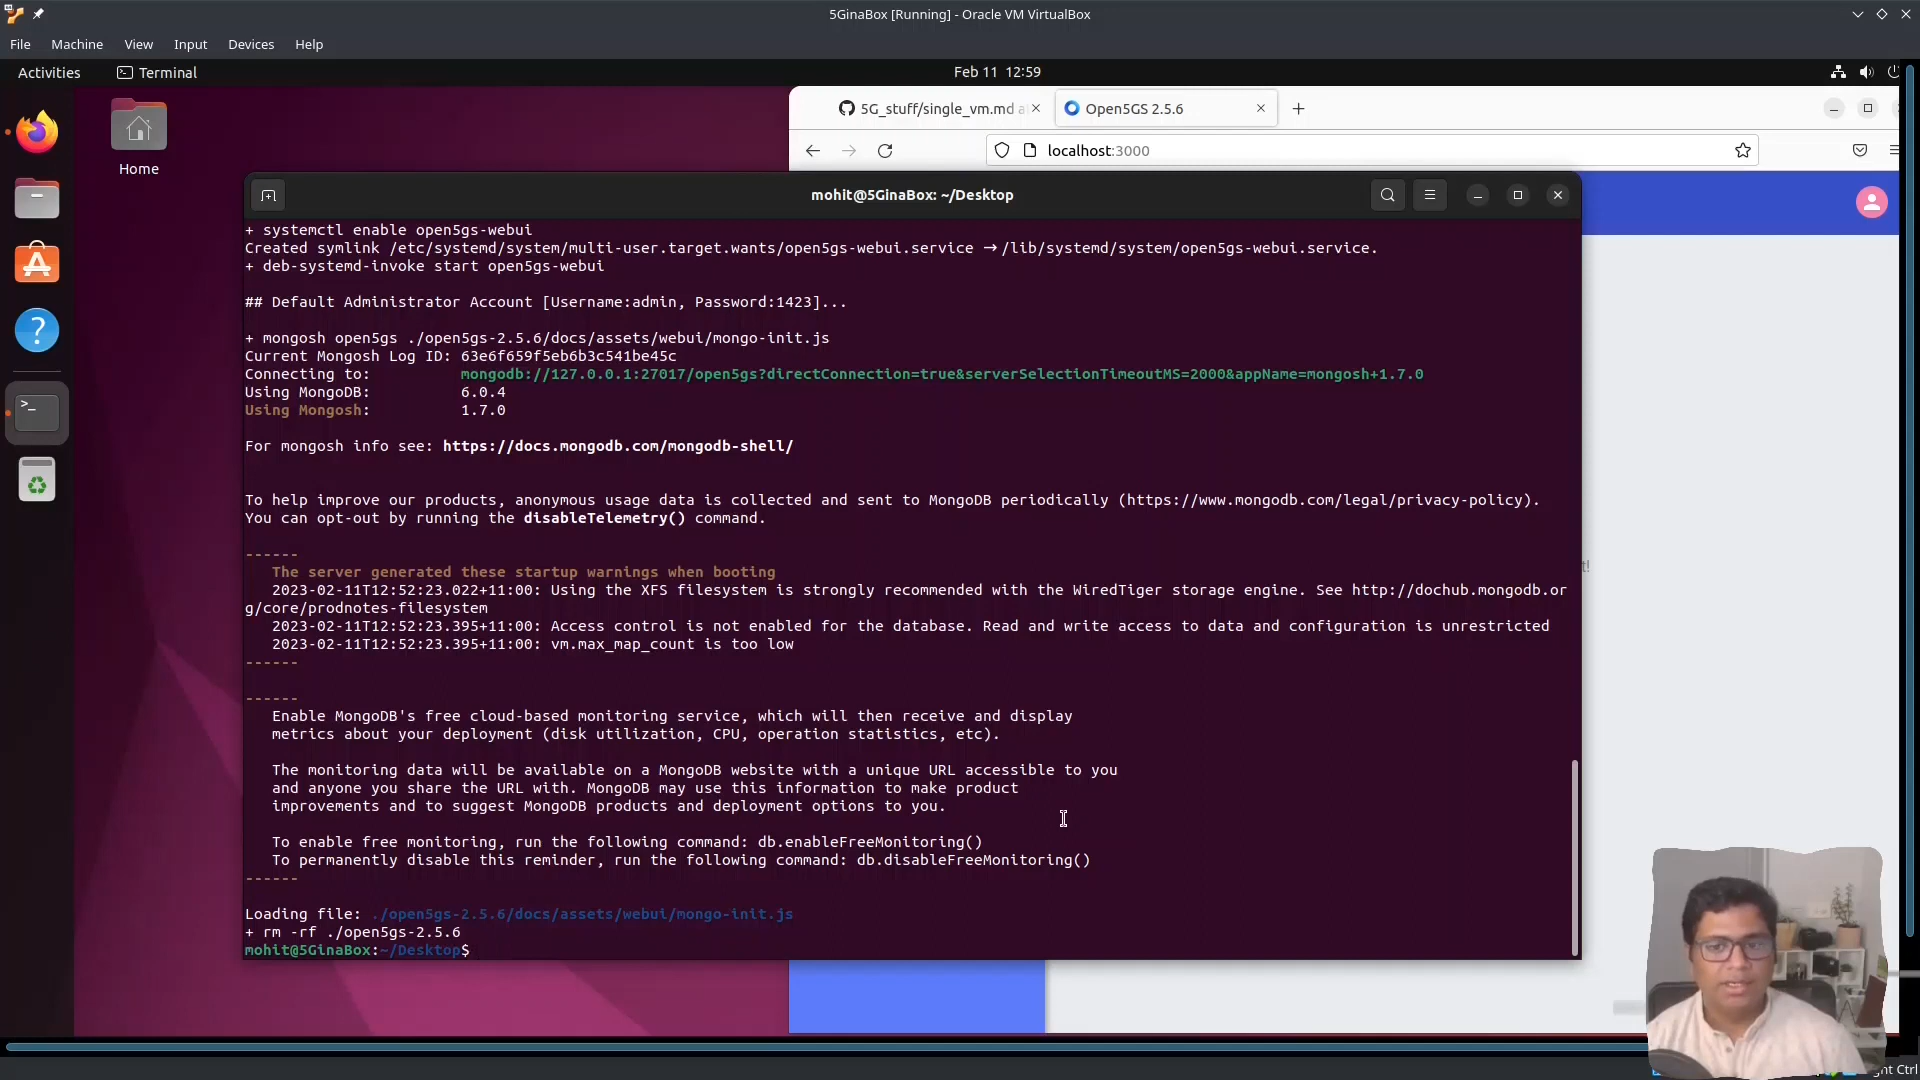 5GinaBox [Running] - Oracle VM VirtualBox
File Machine View Input Devices Help
Activities Terminal Feb 11 12:59
5G_stuff/single_vm.md Open5GS 2.5.6
Home
localhost:3000
mohit@5GinaBox: ~/Desktop
+ systemctl enable open5gs-webui
Created symlink /etc/systemd/system/multi-user.target.wants/open5gs-webui.service → /lib/systemd/system/open5gs-webui.service.
+ deb-systemd-invoke start open5gs-webui
## Default Administrator Account [Username:admin, Password:1423]...
+ mongosh open5gs ./open5gs-2.5.6/docs/assets/webui/mongo-init.js
Current Mongosh Log ID: 63e6f659f5eb6b3c541be45c
Connecting to: mongodb://127.0.0.1:27017/open5gs?directConnection=true&serverSelectionTimeoutMS=2000&appName=mongosh+1.7.0
Using MongoDB: 6.0.4
Using Mongosh: 1.7.0
For mongosh info see: https://docs.mongodb.com/mongodb-shell/
To help improve our products, anonymous usage data is collected and sent to MongoDB periodically (https://www.mongodb.com/legal/privacy-policy).
You can opt-out by running the disableTelemetry() command.
------
The server generated these startup warnings when booting
2023-02-11T12:52:23.022+11:00: Using the XFS filesystem is strongly recommended with the WiredTiger storage engine. See http://dochub.mongodb.or
g/core/prodnotes-filesystem
2023-02-11T12:52:23.395+11:00: Access control is not enabled for the database. Read and write access to data and configuration is unrestricted
2023-02-11T12:52:23.395+11:00: vm.max_map_count is too low
------
------
Enable MongoDB's free cloud-based monitoring service, which will then receive and display
metrics about your deployment (disk utilization, CPU, operation statistics, etc).
The monitoring data will be available on a MongoDB website with a unique URL accessible to you
and anyone you share the URL with. MongoDB may use this information to make product
improvements and to suggest MongoDB products and deployment options to you.
To enable free monitoring, run the following command: db.enableFreeMonitoring()
To permanently disable this reminder, run the following command: db.disableFreeMonitoring()
------
Loading file: ./open5gs-2.5.6/docs/assets/webui/mongo-init.js
+ rm -rf ./open5gs-2.5.6
mohit@5GinaBox:~/Desktop$
Ctrl